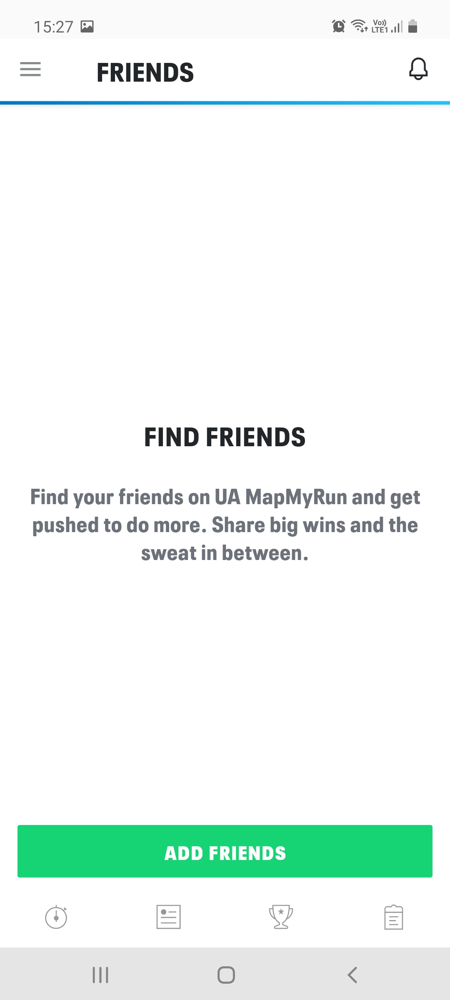 15:27
Vo))
LTE1
FRIENDS
FIND FRIENDS
Find your friends on UA MapMyRun and get
pushed to do more. Share big wins and the
sweat in between.
ADD FRIENDS